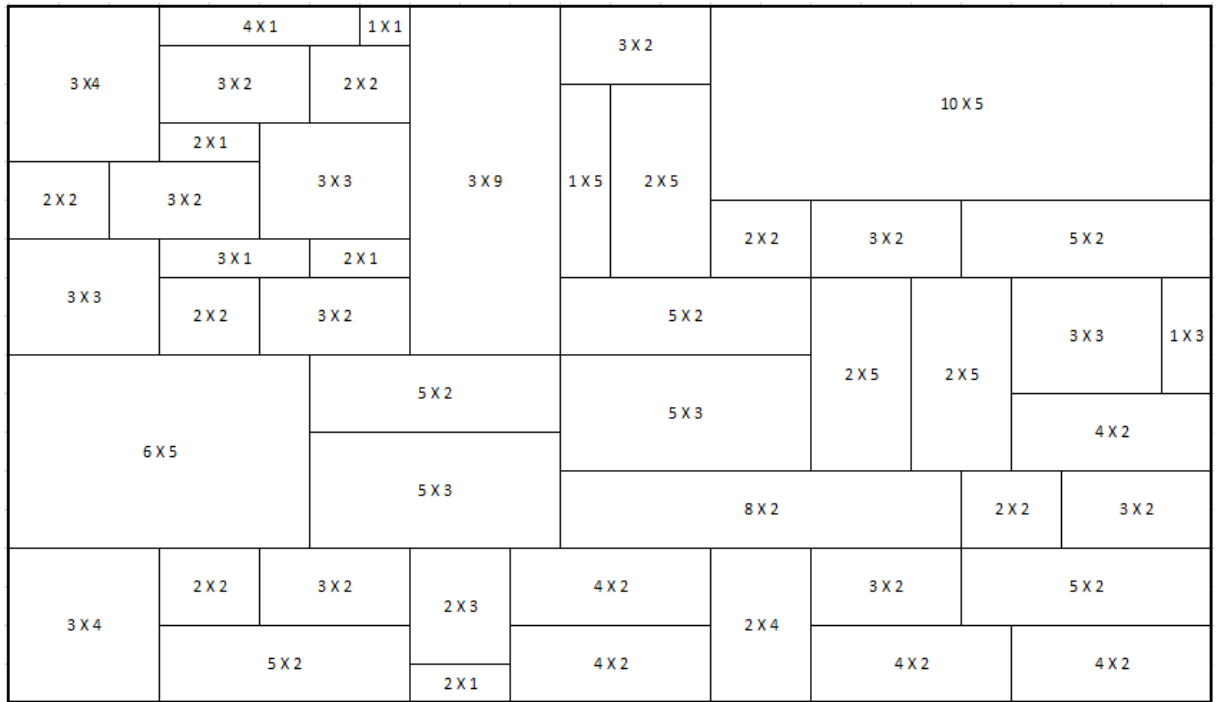 4 X 1
1 X 1
3 X 2
3 X4
3 X 2
2 X 2
10 X 5
2 X 1
3 X 3
3 X 9
1 X 5
2 X 5
2 X 2
3 X 2
2 X 2
3 X 2
5 X 2
3 X 1
2 X 1
3 X 3
2 X 2
3 X 2
5 X 2
3 X 3
1 X 3
2 X 5
2 X 5
5 X 2
5 X 3
4 X 2
6 X 5
5 X 3
8 X 2
2 X 2
3 X 2
2 X 2
3 X 2
2 X 3
4 X 2
3 X 2
5 X 2
3 X 4
2 X 4
5 X 2
4 X 2
4 X 2
4 X 2
2 X 1